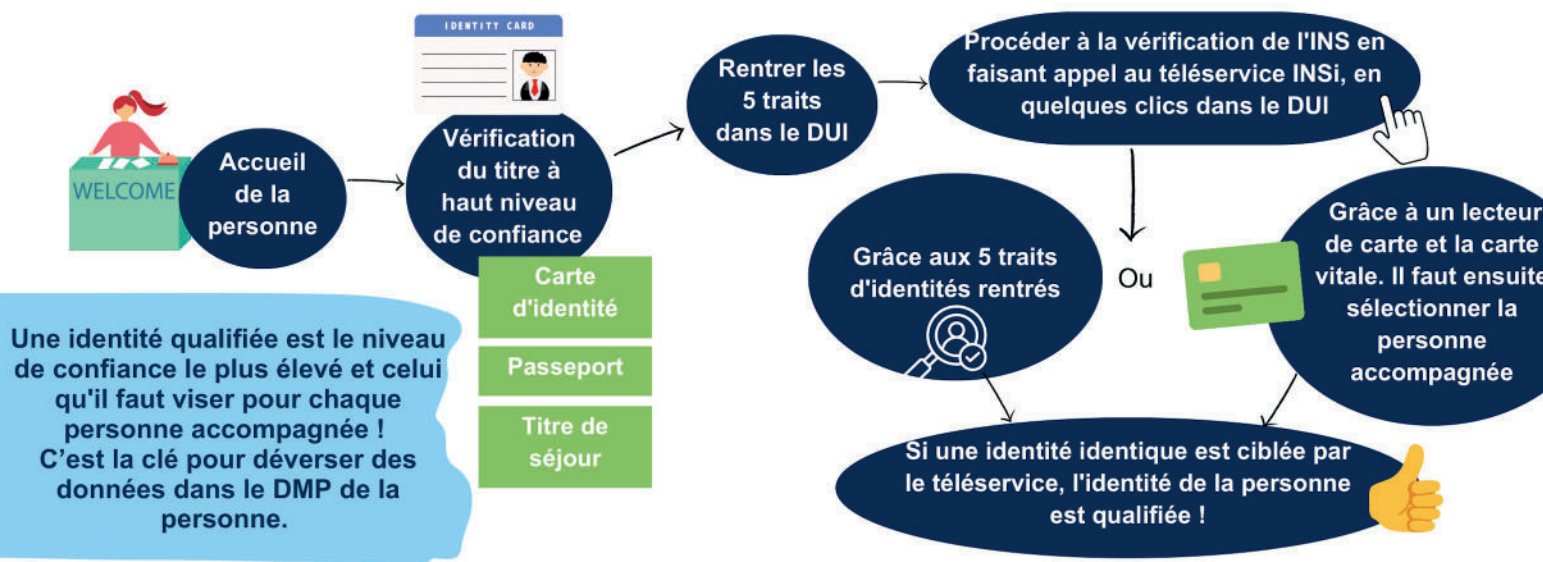 IDENTITY CARD
WELCOME
Accueil
de la
personne
Vérification
du titre à
haut niveau
de confiance
Carte
d'identité
Passeport
Titre de
séjour
Rentrer les
5 traits
dans le DUI
Procéder à la vérification de l'INS en
faisant appel au téléservice INSi, en
quelques clics dans le DUI
Grâce aux 5 traits
d'identités rentrés
Ou
Grâce à un lecteur
de carte et la carte
vitale. Il faut ensuite
sélectionner la
personne
accompagnée
Si une identité identique est ciblée par
le téléservice, l'identité de la personne
est qualifiée !
Une identité qualifiée est le niveau
de confiance le plus élevé et celui
qu'il faut viser pour chaque
personne accompagnée !
C’est la clé pour déverser des
données dans le DMP de la
personne.